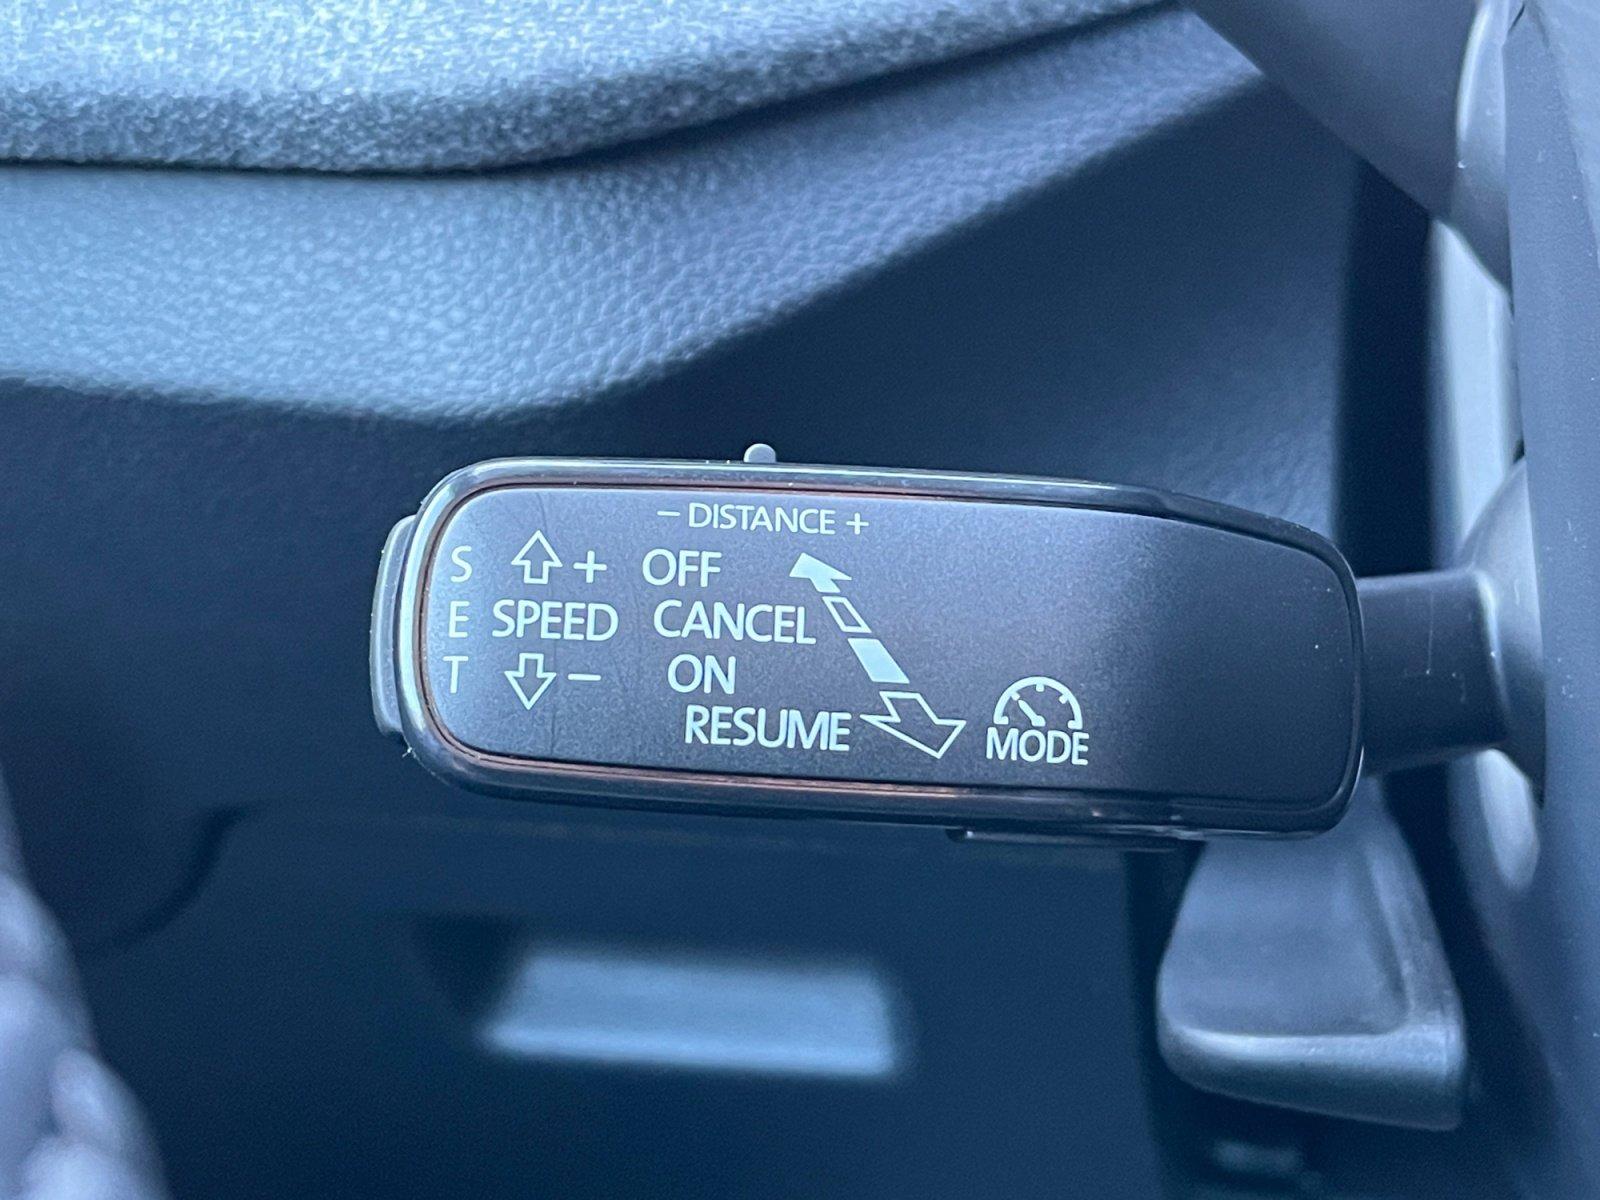 – DISTANCE +
S + OFF
E SPEED CANCEL
T – ON
RESUME
MODE